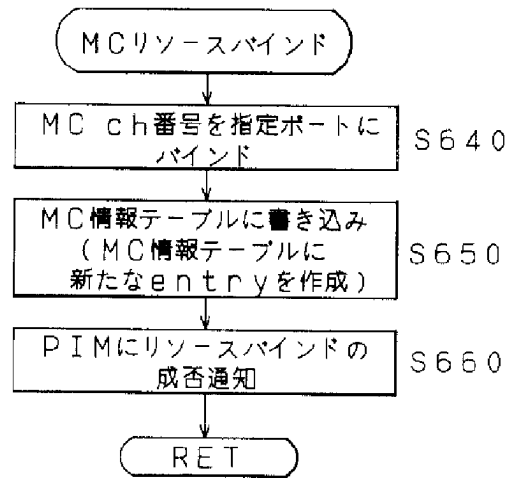 MCリソースバインド
MC ch番号を指定ポートに
バインド
S640
MC情報テーブルに書き込み
(MC情報テーブルに
新たなentryを作成)
S650
PIMにリソースバインドの
成否通知
S660
RET